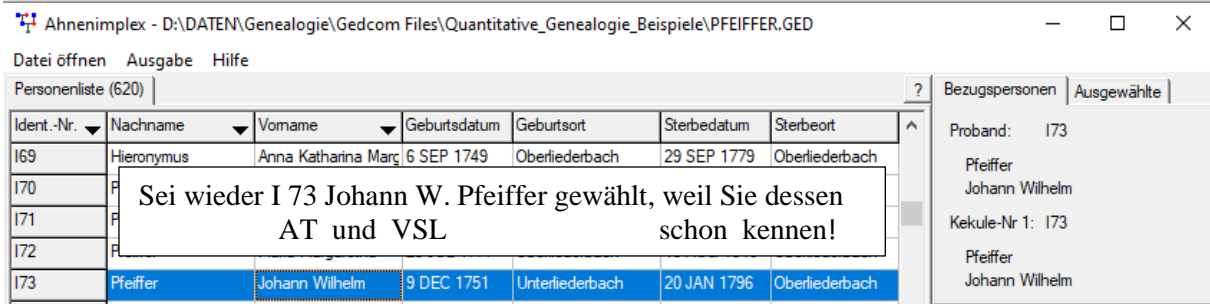 Ahnenimplex - D:\DATEN\Genealogie\Gedcom Files\Quantitative_Genealogie_Beispiele\PFEIFFER.GED
Datei öffnen Ausgabe Hilfe
Personenliste (620) ? Bezugspersonen Ausgewählte
Ident.-Nr. Nachname Vorname Geburtsdatum Geburtsort Sterbedatum Sterbeort
Proband: I73
I69 Hieronymus Anna Katharina Marg 6 SEP 1749 Oberliederbach 29 SEP 1779 Oberliederbach
Pfeiffer
I70
Johann Wilhelm
Sei wieder I 73 Johann W. Pfeiffer gewählt, weil Sie dessen
I71
AT und VSL schon kennen!
Kekule-Nr 1: I73
I72
Pfeiffer
I73 Pfeiffer Johann Wilhelm 9 DEC 1751 Unterliederbach 20 JAN 1796 Oberliederbach
Johann Wilhelm